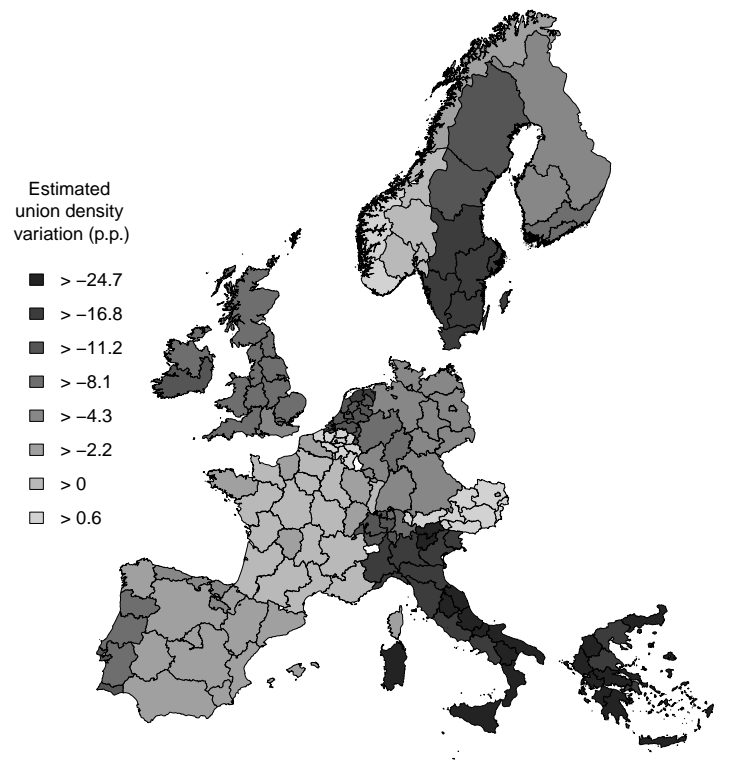 Estimated
union density
variation (p.p.)
> −24.7
> −16.8
> −11.2
> −8.1
> −4.3
> −2.2
> 0
> 0.6